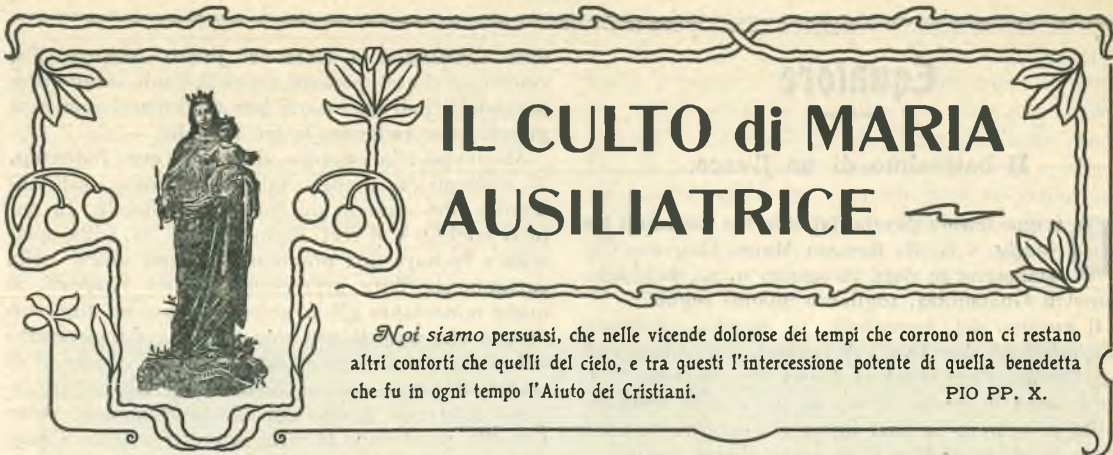 IL CULTO di MARIA
AUSILIATRICE
Noi siamo persuasi, che nelle vicende dolorose dei tempi che corrono non ci restano
altri conforti che quelli del cielo, e tra questi l'intercessione potente di quella benedetta
che fu in ogni tempo l'Aiuto dei Cristiani. PIO PP. X.